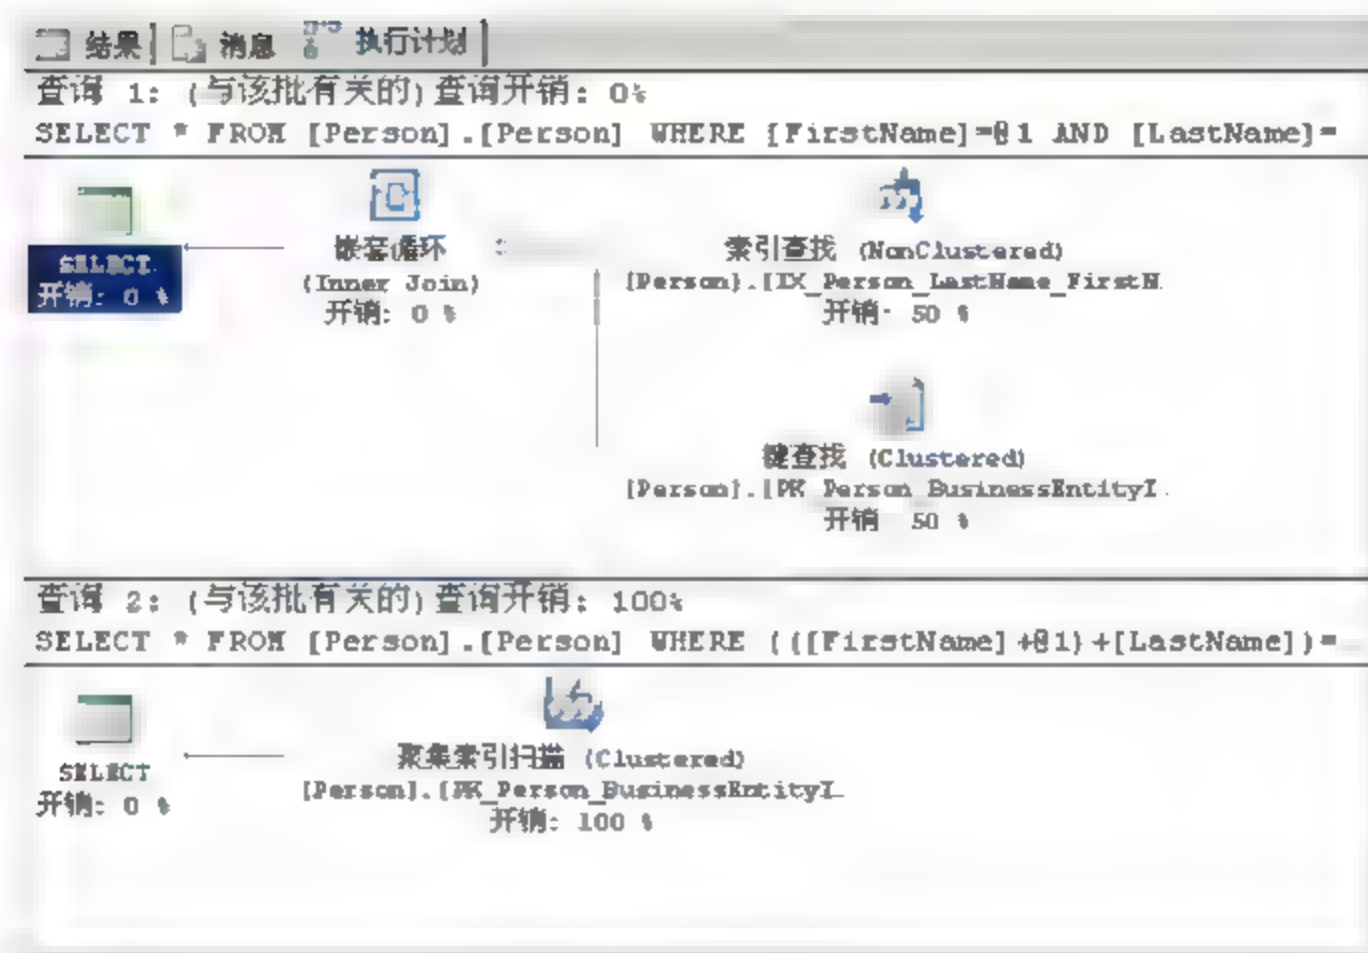 结果 消息 执行计划
查询 1: (与该批有关的)查询开销: 0%
SELECT * FROM [Person].[Person] WHERE [FirstName]=@1 AND [LastName]=
SELECT
开销: 0 %
嵌套循环
(Inner Join)
开销: 0 %
索引查找 (NonClustered)
[Person].[IX_Person_LastName_FirstN
开销: 50 %
键查找 (Clustered)
[Person].[PK_Person_BusinessEntityI
开销 50 %
查询 2: (与该批有关的)查询开销: 100%
SELECT * FROM [Person].[Person] WHERE (([FirstName]+@1)+[LastName])=
SELECT
开销: 0 %
聚集索引扫描 (Clustered)
[Person].[PK_Person_BusinessEntityI…
开销: 100 %